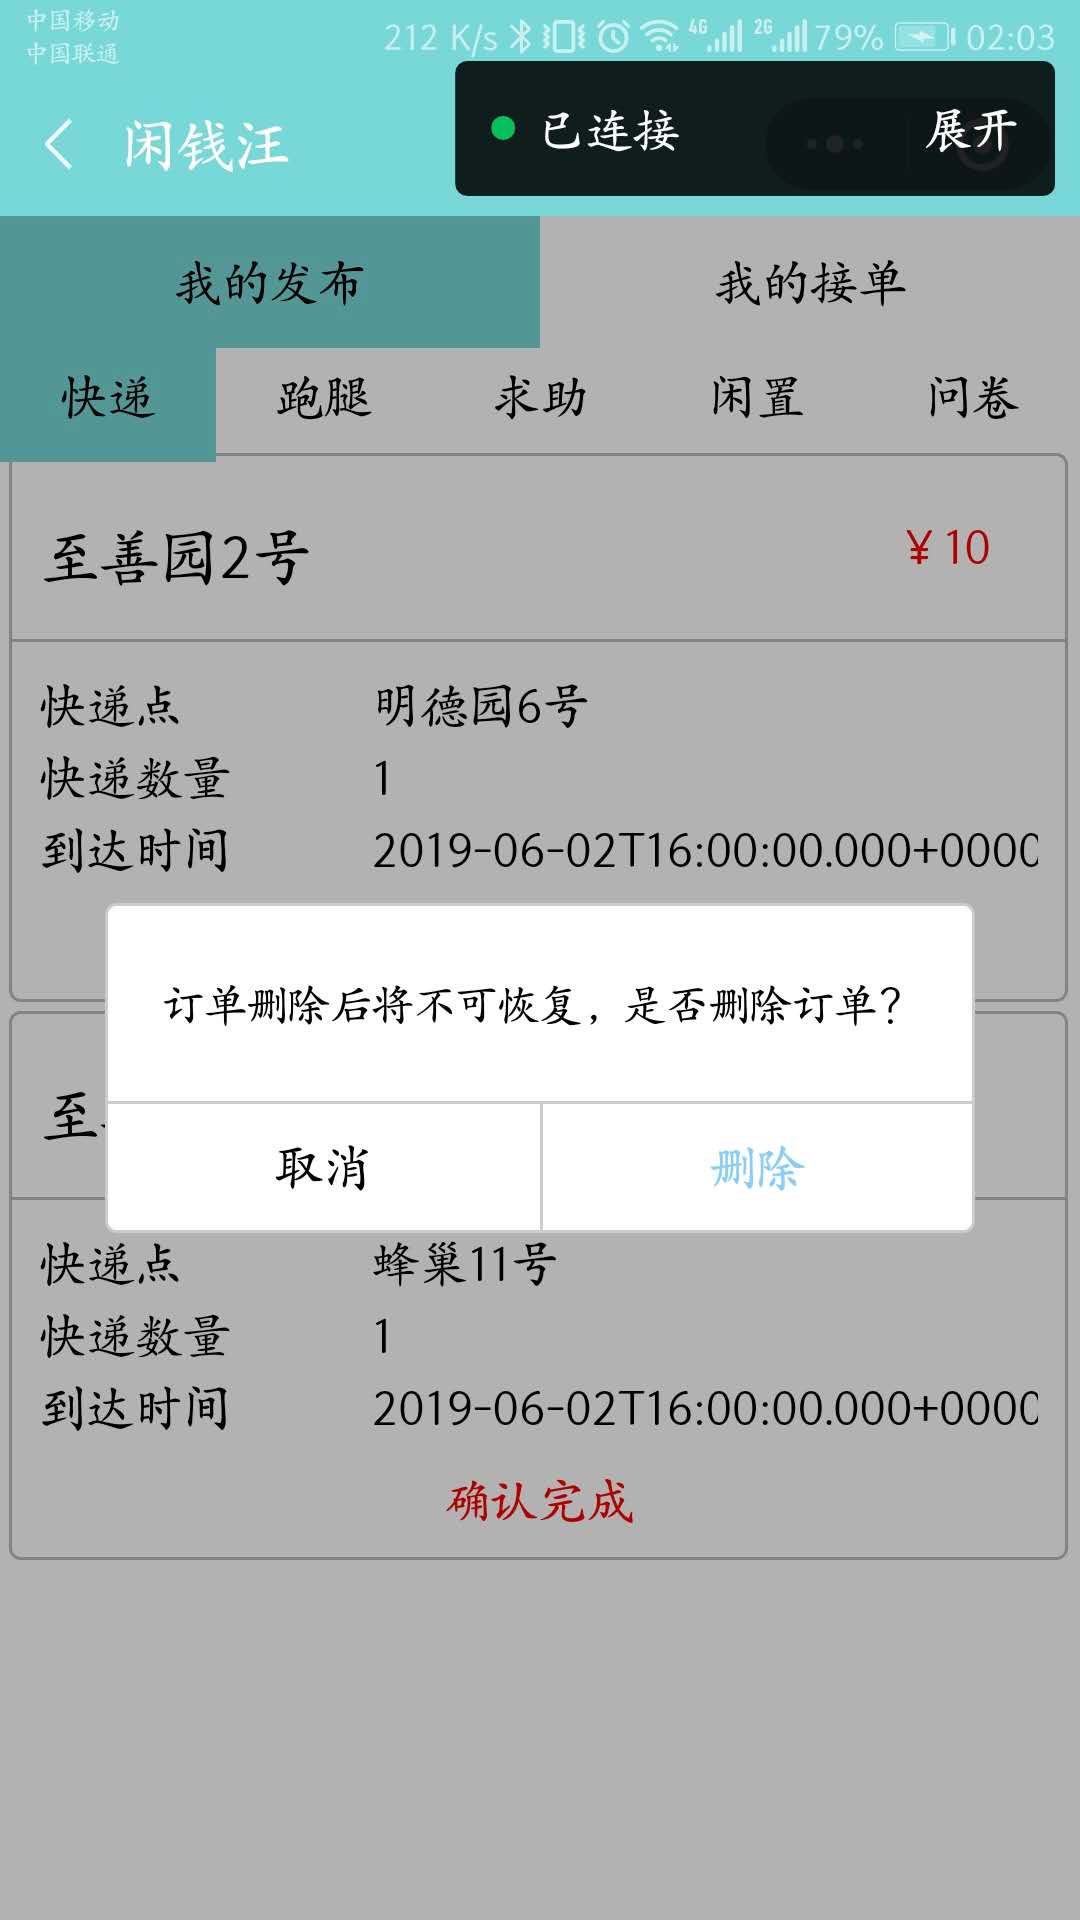 中国移动
中国联通
212 K/s 4G 2G 79% 02:03
闲钱汪
已连接 展开
我的发布 我的接单
快递 跑腿 求助 闲置 问卷
至善园2号 ¥10
快递点 明德园6号
快递数量 1
到达时间 2019-06-02T16:00:00.000+0000
订单删除后将不可恢复，是否删除订单？
至
取消 删除
快递点 蜂巢11号
快递数量 1
到达时间 2019-06-02T16:00:00.000+0000
确认完成